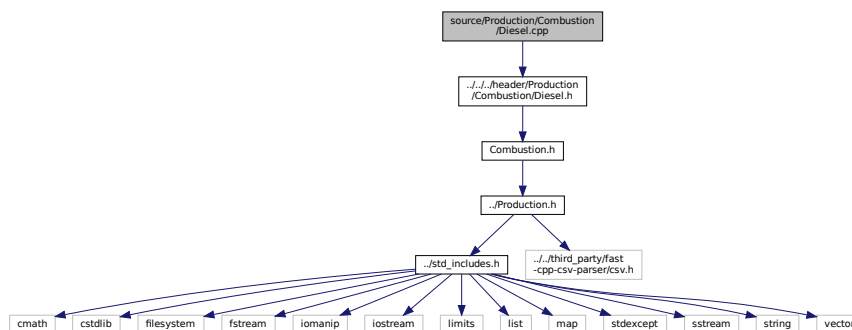 source/Production/Combustion
/Diesel.cpp
../../../header/Production
/Combustion/Diesel.h
Combustion.h
../Production.h
../std_includes.h
../../third_party/fast
-cpp-csv-parser/csv.h
cmath
cstdlib
filesystem
fstream
iomanip
iostream
limits
list
map
stdexcept
sstream
string
vector